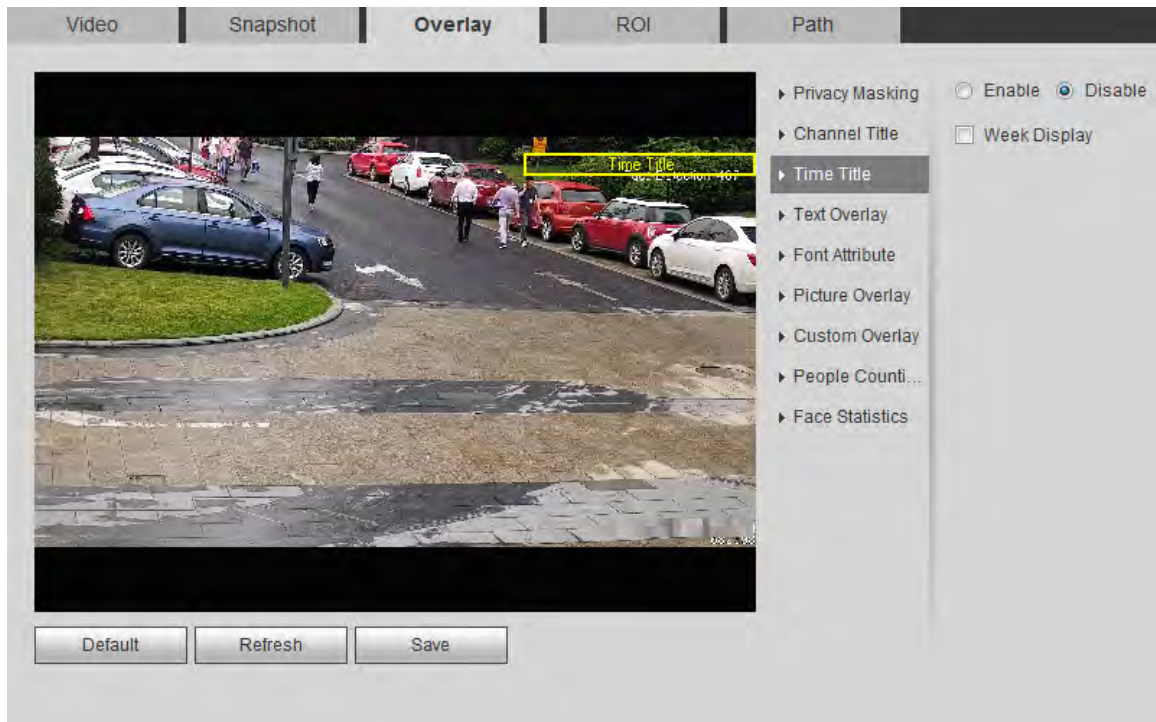 Video Snapshot Overlay ROI Path
Privacy Masking
Enable Disable
Channel Title
Week Display
Time Title
Time Title
Text Overlay
Font Attribute
Picture Overlay
Custom Overlay
People Counti...
Face Statistics
Default Refresh Save